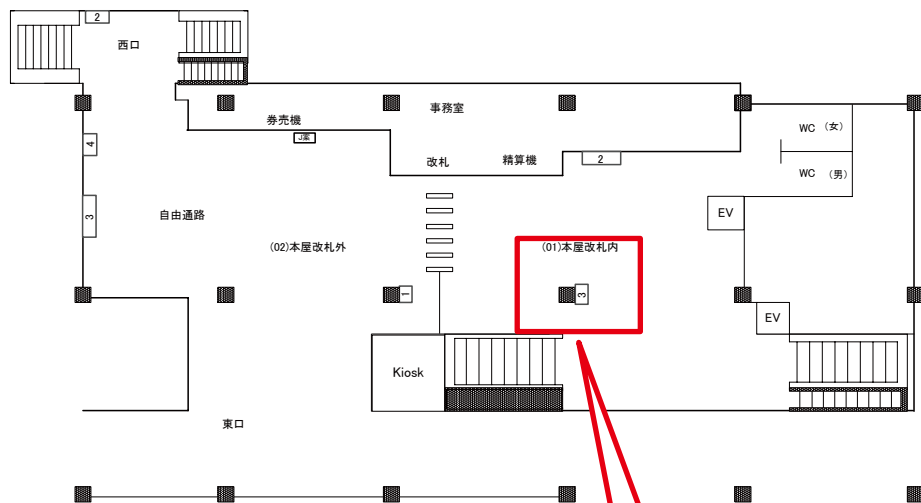 2
西口
事務室
券売機
J案
WC （女）
4
改札
精算機
2
WC （男）
3
自由通路
EV
(02)本屋改札外
(01)本屋改札内
1
3
EV
Kiosk
東口